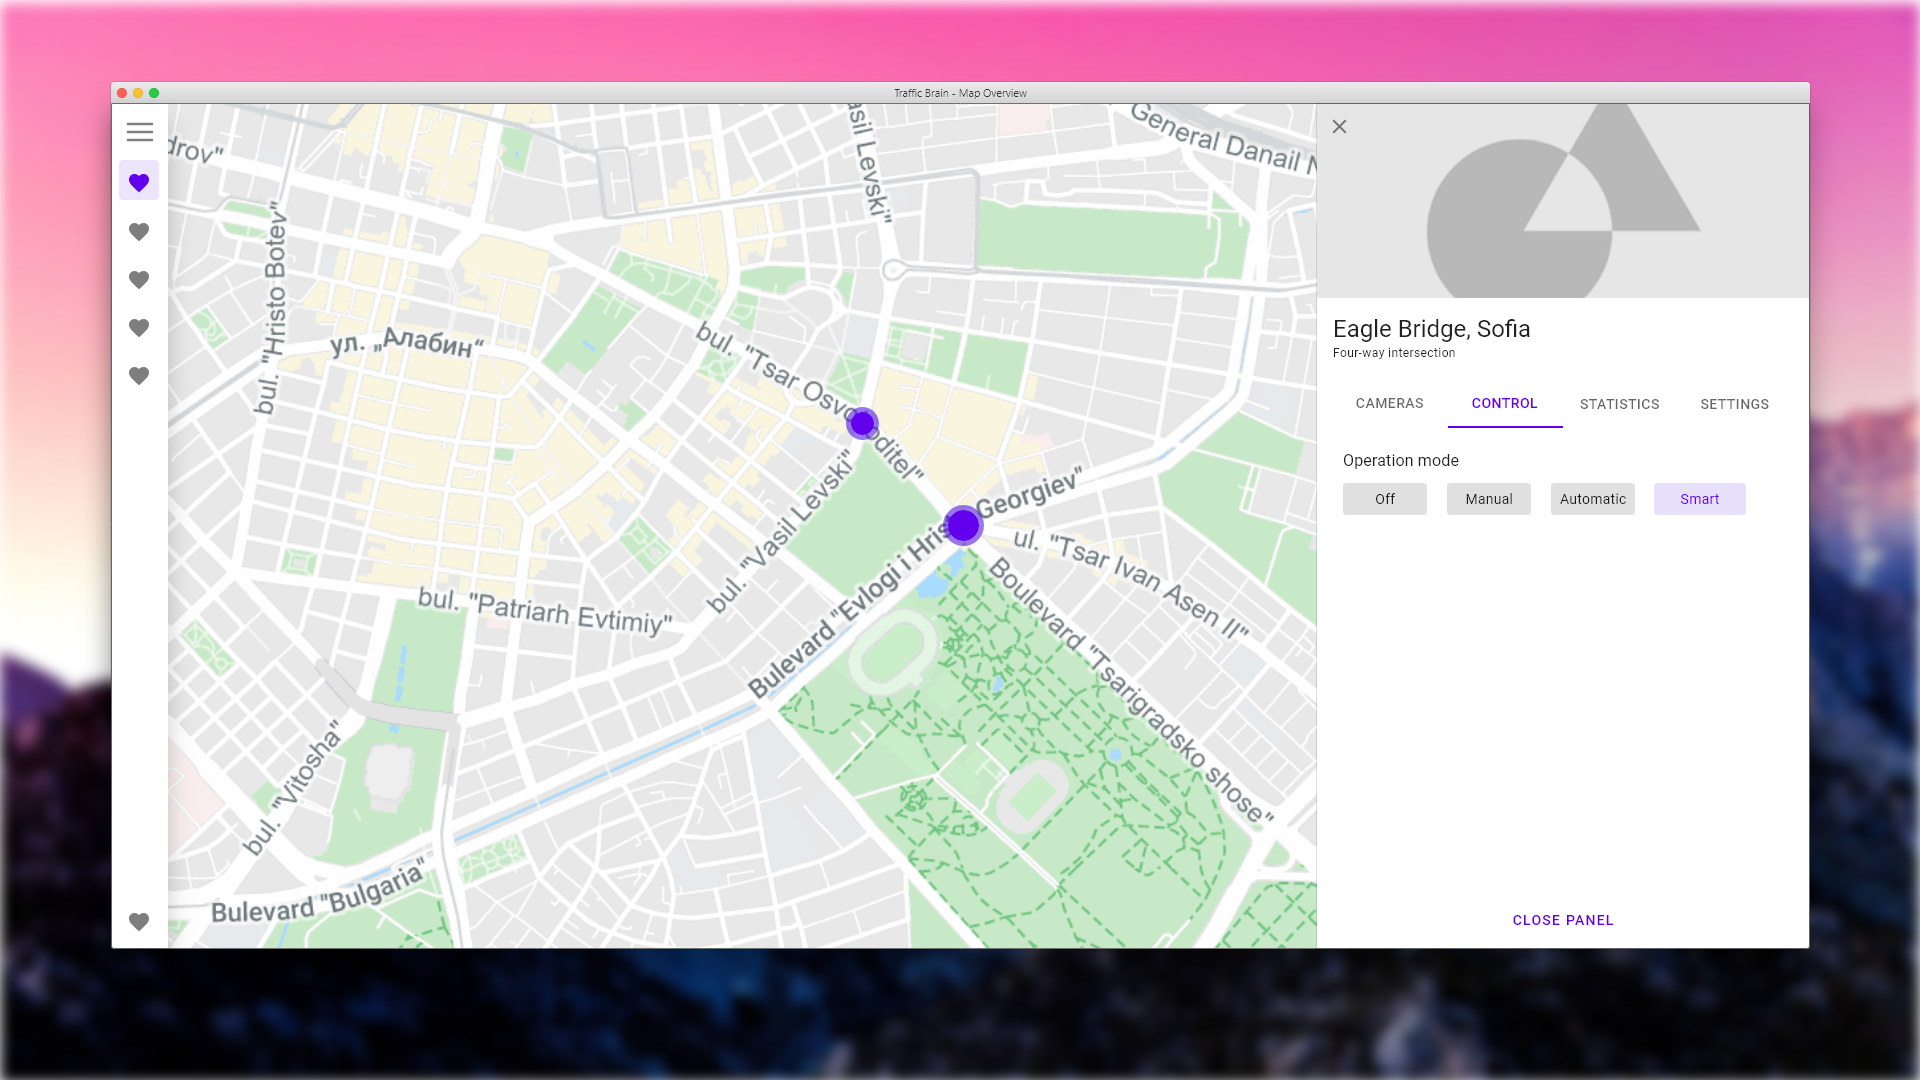 Traffic Brain - Map Overview
drov"
asil Levski"
General Danail N
bul. "Hristo Botev"
ул. „Алабин“
bul. "Tsar Osvoboditel"
bul. "Vasil Levski"
Bulevard "Evlogi i Hristo Georgiev"
ul. "Tsar Ivan Asen II"
bul. "Patriarh Evtimiy"
Boulevard "Tsarigradsko shose"
bul. "Vitosha"
Bulevard "Bulgaria"
Eagle Bridge, Sofia
Four-way intersection
CAMERAS CONTROL STATISTICS SETTINGS
Operation mode
Off Manual Automatic Smart
CLOSE PANEL